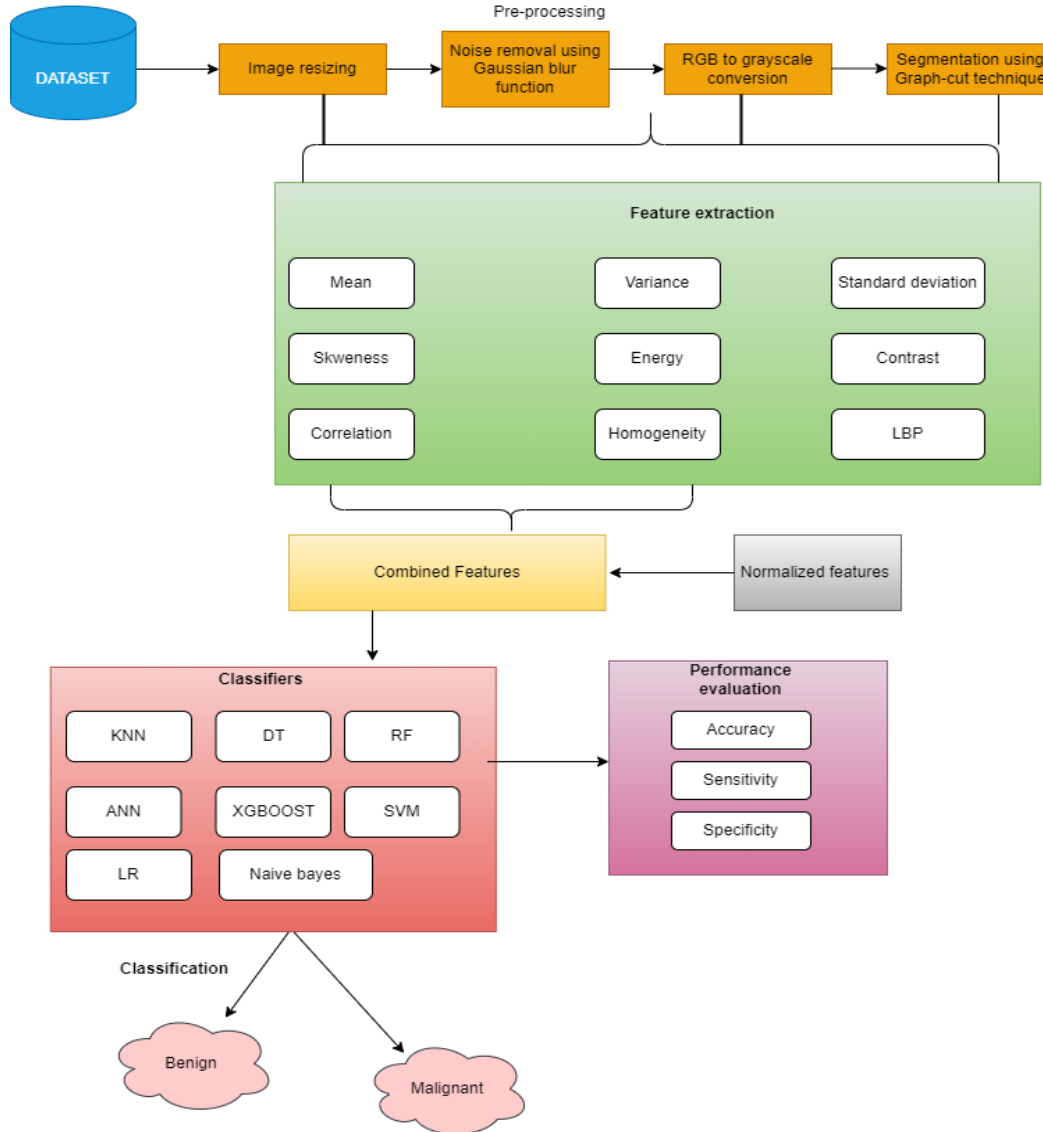 Pre-processing
DATASET
Image resizing
Noise removal using
Gaussian blur
function
RGB to grayscale
conversion
Segmentation using
Graph-cut technique
Feature extraction
Mean
Variance
Standard deviation
Skweness
Energy
Contrast
Correlation
Homogeneity
LBP
Combined Features
Normalized features
Classifiers
KNN
DT
RF
ANN
XGBOOST
SVM
LR
Naive bayes
Performance
evaluation
Accuracy
Sensitivity
Specificity
Classification
Benign
Malignant